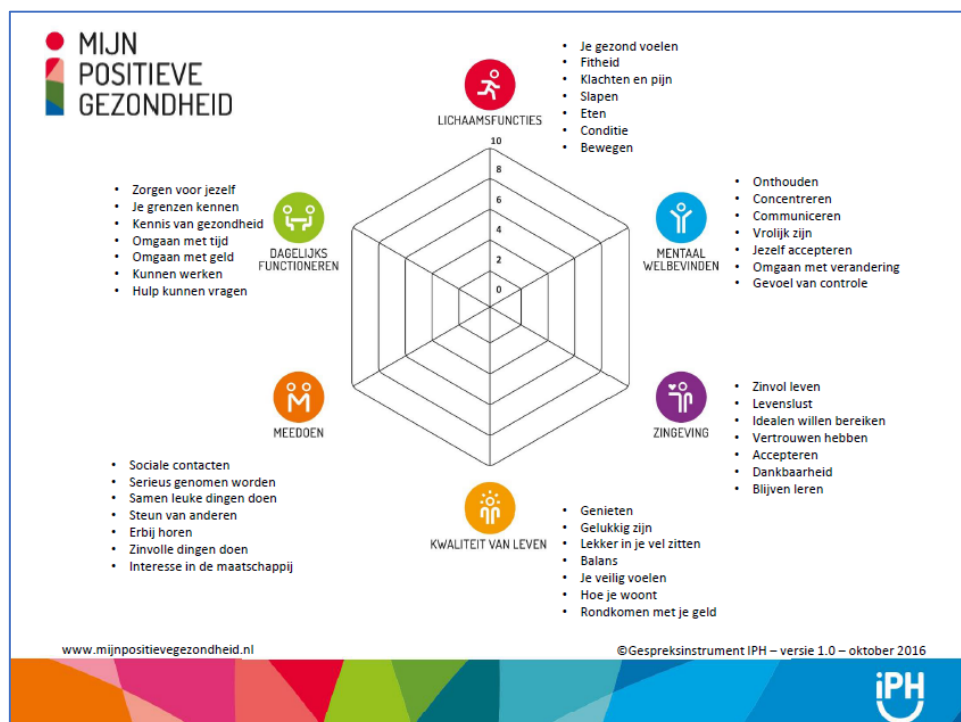 MIJN
POSITIEVE
GEZONDHEID
LICHAAMSFUNCTIES
• Je gezond voelen
• Fitheid
• Klachten en pijn
• Slapen
• Eten
• Conditie
• Bewegen
10
8
6
4
2
0
• Zorgen voor jezelf
• Je grenzen kennen
• Kennis van gezondheid
• Omgaan met tijd
• Omgaan met geld
• Kunnen werken
• Hulp kunnen vragen
DAGELIJKS
FUNCTIONEREN
MENTAAL
WELBEVINDEN
• Onthouden
• Concentreren
• Communiceren
• Vrolijk zijn
• Jezelf accepteren
• Omgaan met verandering
• Gevoel van controle
MEEDOEN
• Sociale contacten
• Serieus genomen worden
• Samen leuke dingen doen
• Steun van anderen
• Erbij horen
• Zinvolle dingen doen
• Interesse in de maatschappij
ZINGEVING
• Zinvol leven
• Levenslust
• Idealen willen bereiken
• Vertrouwen hebben
• Accepteren
• Dankbaarheid
• Blijven leren
KWALITEIT VAN LEVEN
• Genieten
• Gelukkig zijn
• Lekker in je vel zitten
• Balans
• Je veilig voelen
• Hoe je woont
• Rondkomen met je geld
www.mijnpositievegezondheid.nl
©Gespreksinstrument IPH – versie 1.0 – oktober 2016
iPH